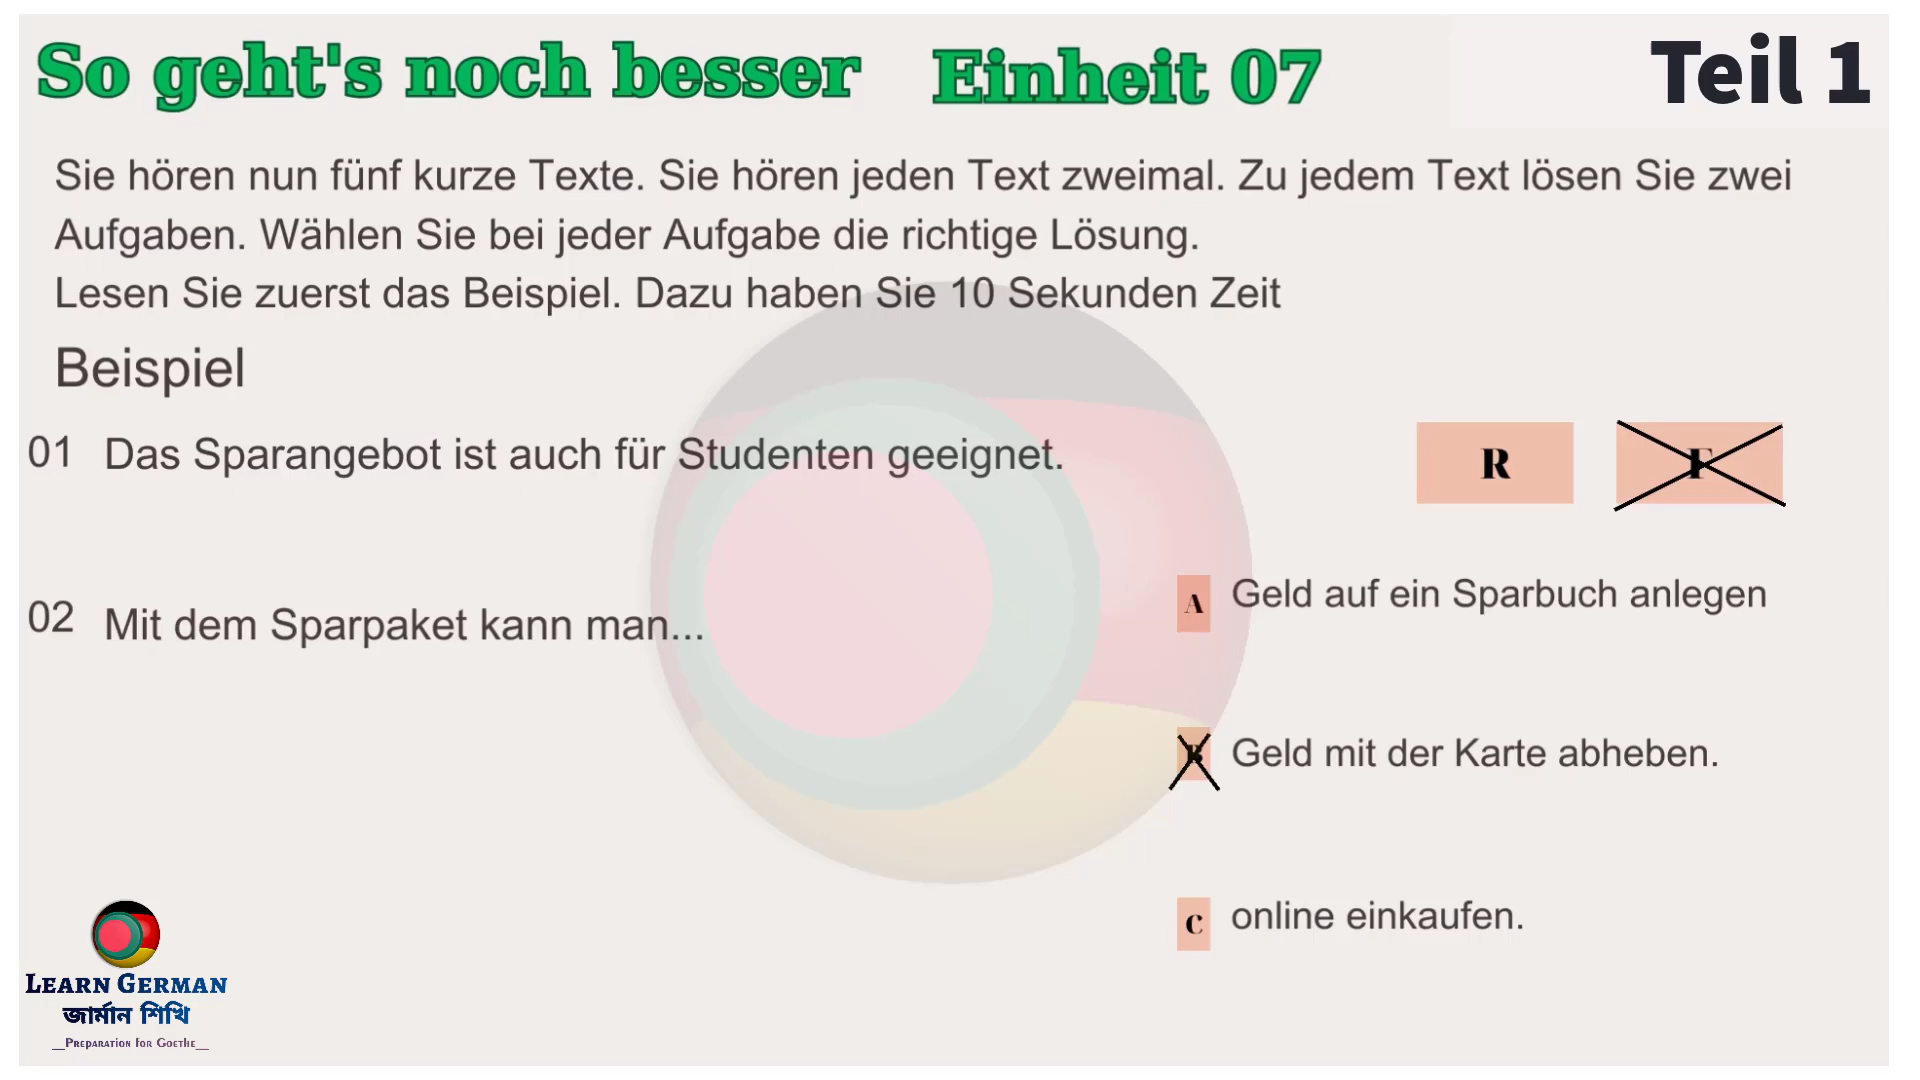 So geht's noch besser Einheit 07 Teil 1
Sie hören nun fünf kurze Texte. Sie hören jeden Text zweimal. Zu jedem Text lösen Sie zwei
Aufgaben. Wählen Sie bei jeder Aufgabe die richtige Lösung.
Lesen Sie zuerst das Beispiel. Dazu haben Sie 10 Sekunden Zeit
Beispiel
01 Das Sparangebot ist auch für Studenten geeignet. R F
02 Mit dem Sparpaket kann man...
A Geld auf ein Sparbuch anlegen
B Geld mit der Karte abheben.
C online einkaufen.
LEARN GERMAN
জার্মান শিখি
__PREPARATION for GOETHE__